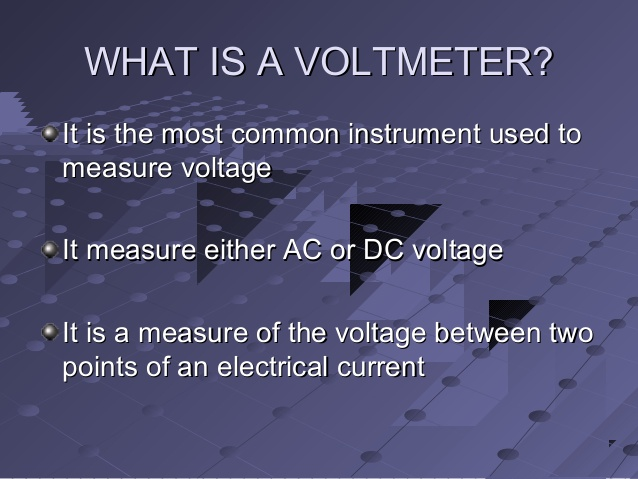 WHAT IS A VOLTMETER?
It is the most common instrument used to
measure voltage
It measure either AC or DC voltage
It is a measure of the voltage between two
points of an electrical current